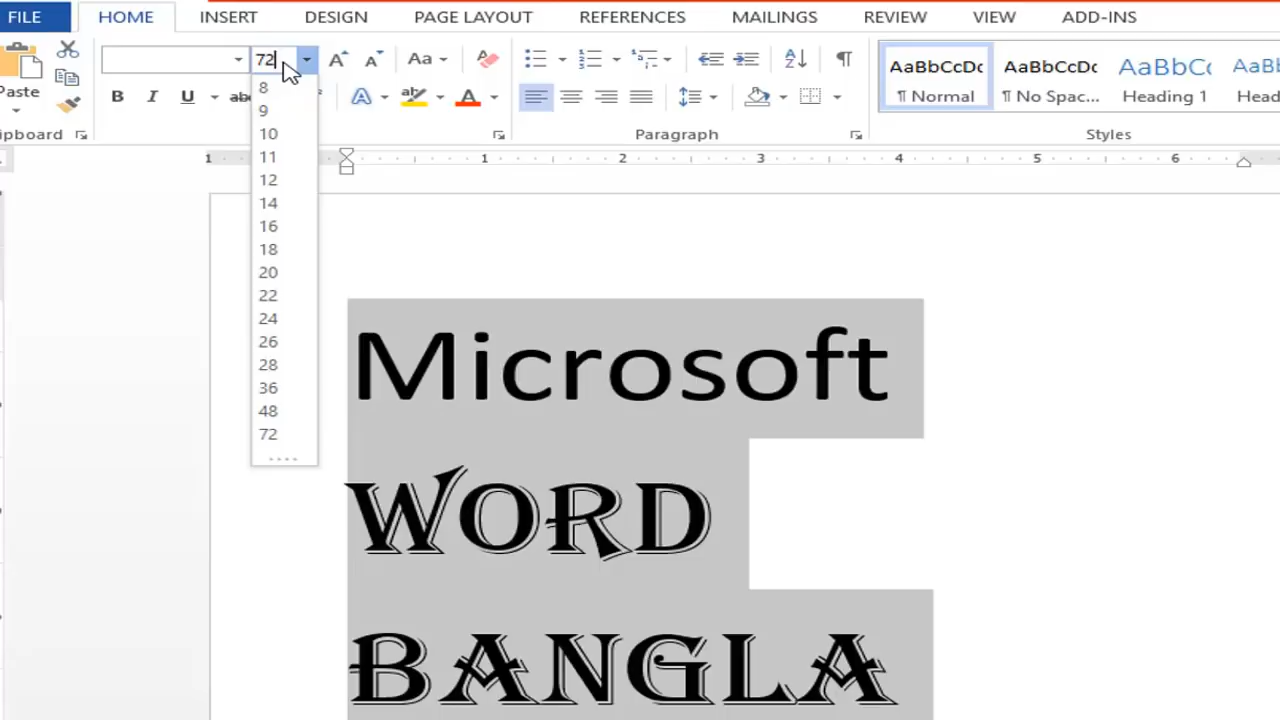 FILE HOME INSERT DESIGN PAGE LAYOUT REFERENCES MAILINGS REVIEW VIEW ADD-INS
72 Aa
Paste B I U abc A A
AaBbCcDc AaBbCcDc AaBbCc AaBb
¶ Normal ¶ No Spac... Heading 1 Head
ipboard Paragraph Styles
1 1 2 3 4 5 6
8
9
10
11
12
14
16
18
20
22
24
26
28
36
48
72
Microsoft
WORD
BANGLA